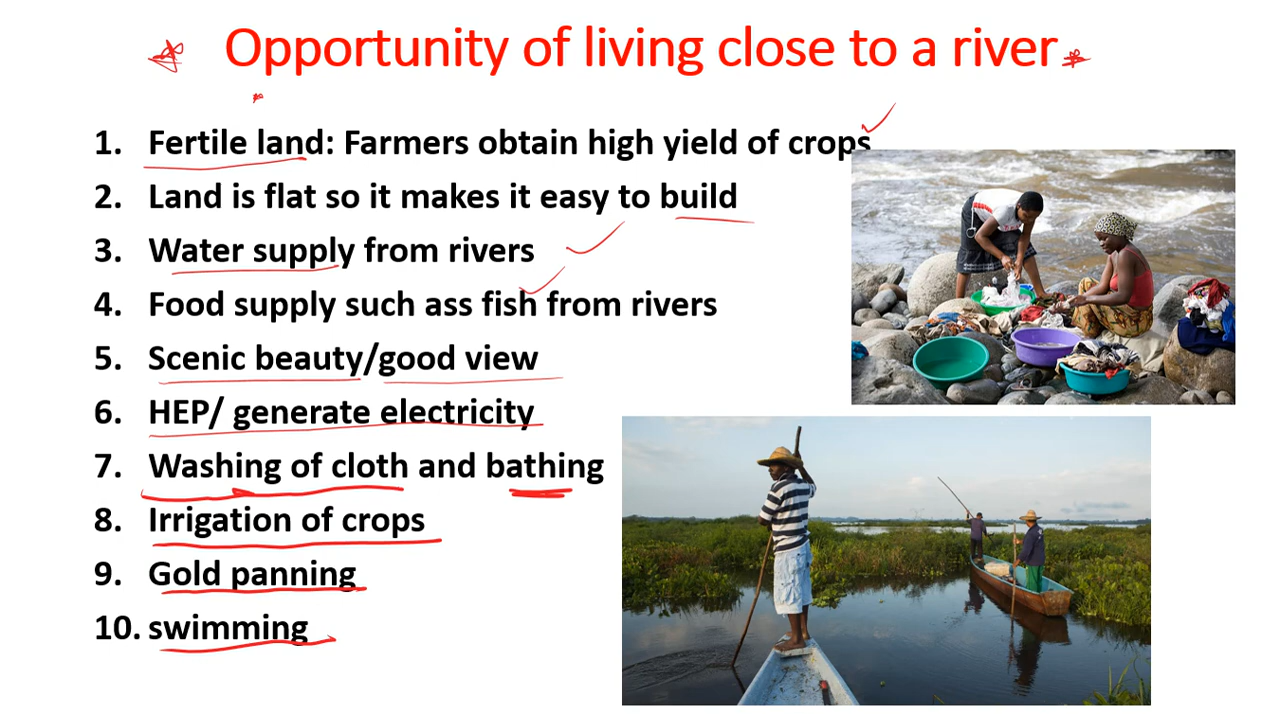 Opportunity of living close to a river
1. Fertile land: Farmers obtain high yield of crops
2. Land is flat so it makes it easy to build
3. Water supply from rivers
4. Food supply such ass fish from rivers
5. Scenic beauty/good view
6. HEP/ generate electricity
7. Washing of cloth and bathing
8. Irrigation of crops
9. Gold panning
10. swimming